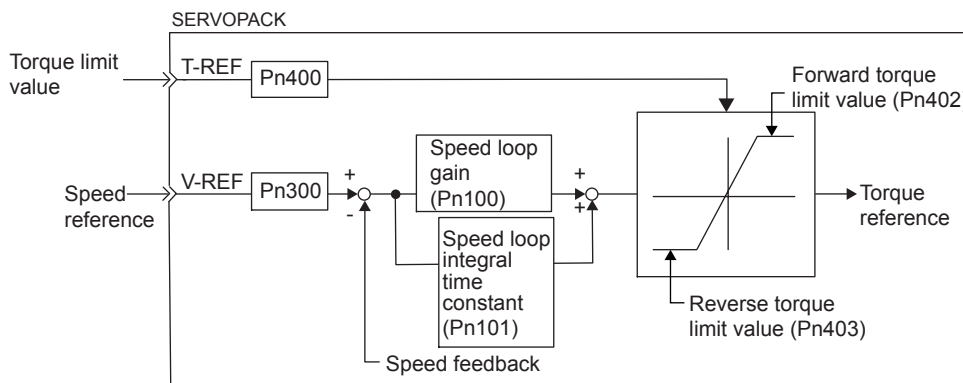 SERVOPACK
Torque limit
value
T-REF
Pn400
Forward torque
limit value (Pn402)
Speed
reference
V-REF
Pn300
+
-
Speed loop
gain
(Pn100)
Speed loop
integral
time
constant
(Pn101)
+
+
Torque
reference
Reverse torque
limit value (Pn403)
Speed feedback